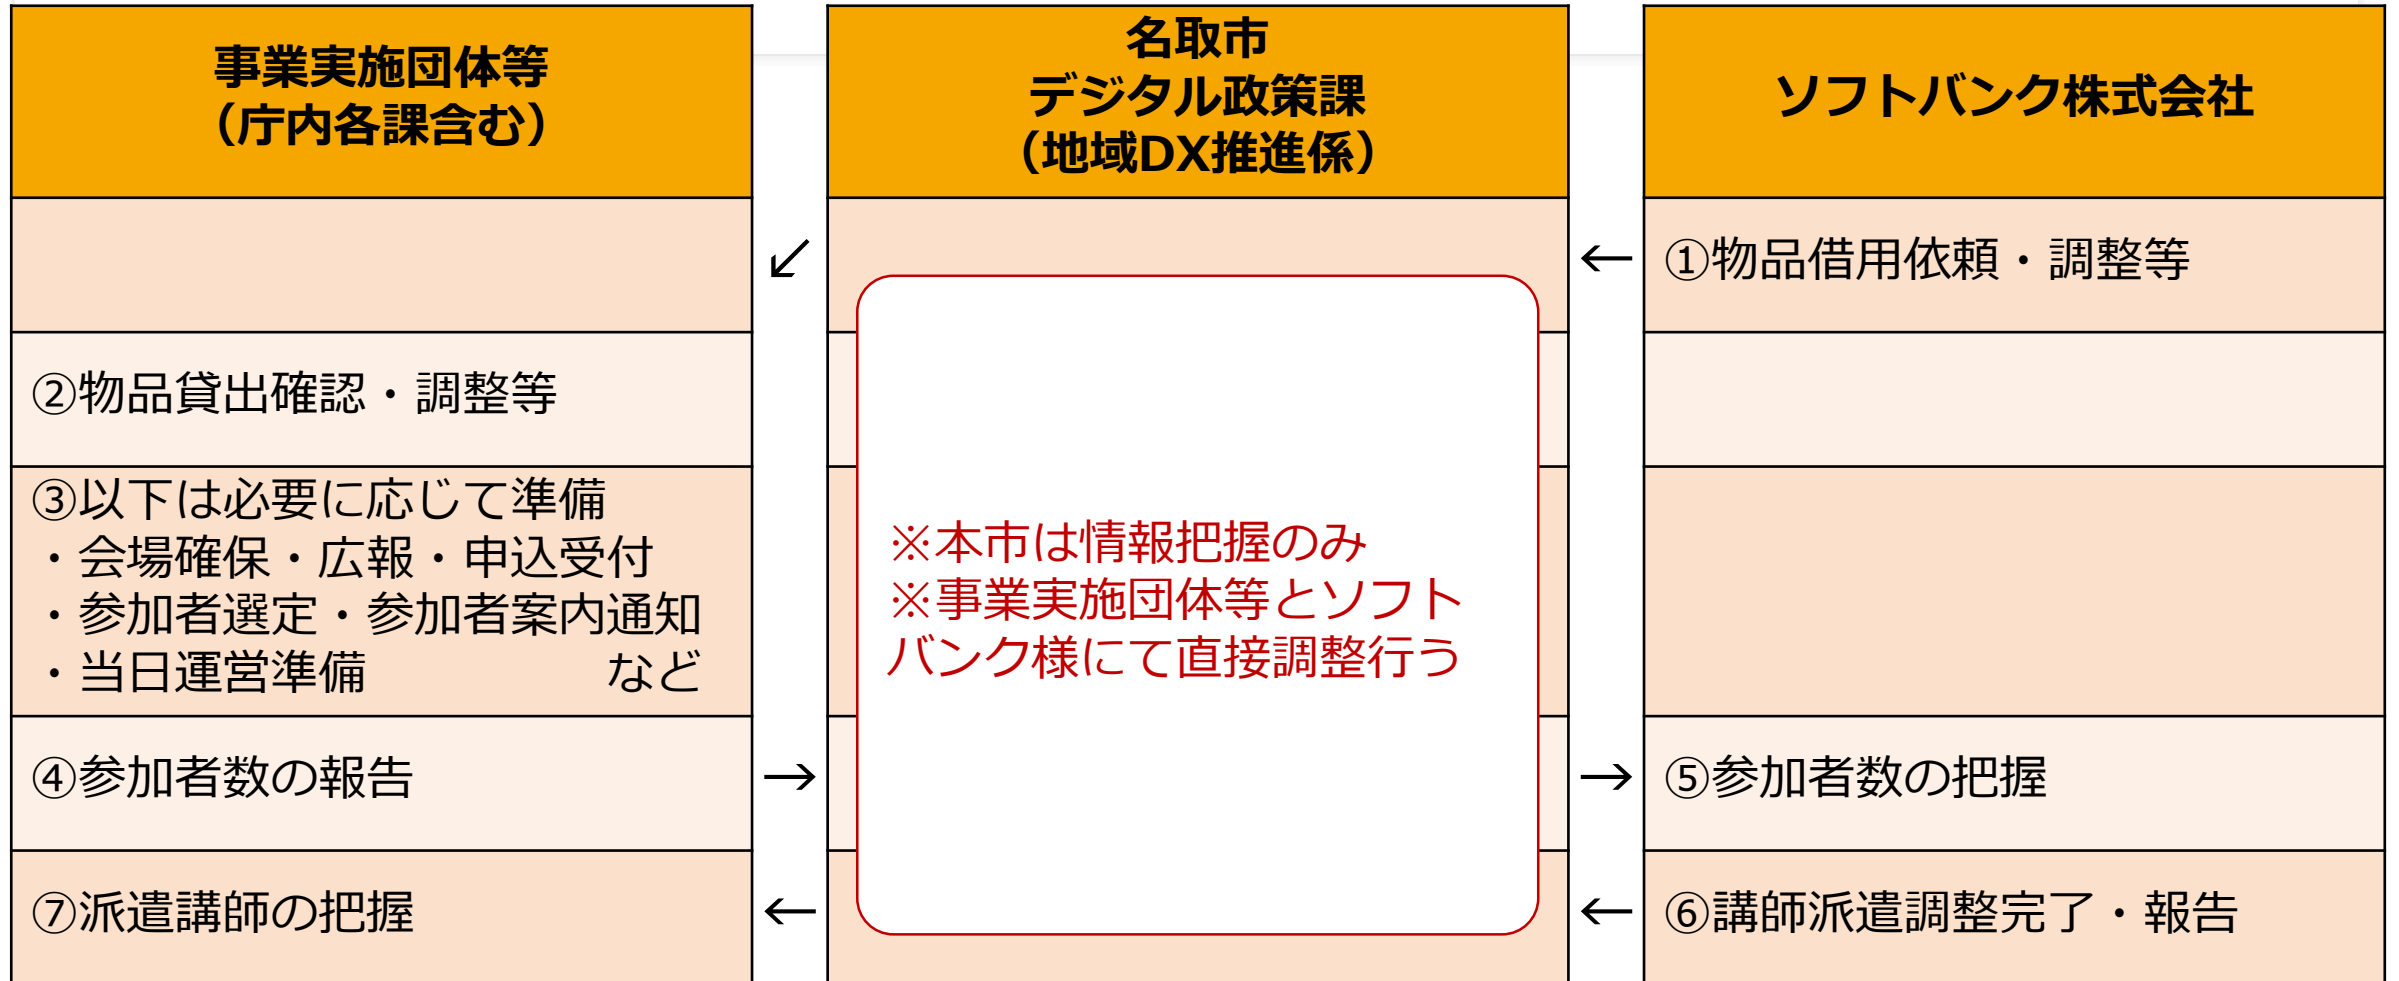 事業実施団体等
（庁内各課含む）
名取市
デジタル政策課
（地域DX推進係）
ソフトバンク株式会社
↙
←
①物品借用依頼・調整等
②物品貸出確認・調整等
③以下は必要に応じて準備
・会場確保・広報・申込受付
・参加者選定・参加者案内通知
・当日運営準備　　　　　など
※本市は情報把握のみ
※事業実施団体等とソフト
バンク様にて直接調整行う
④参加者数の報告
→
→
⑤参加者数の把握
⑦派遣講師の把握
←
←
⑥講師派遣調整完了・報告